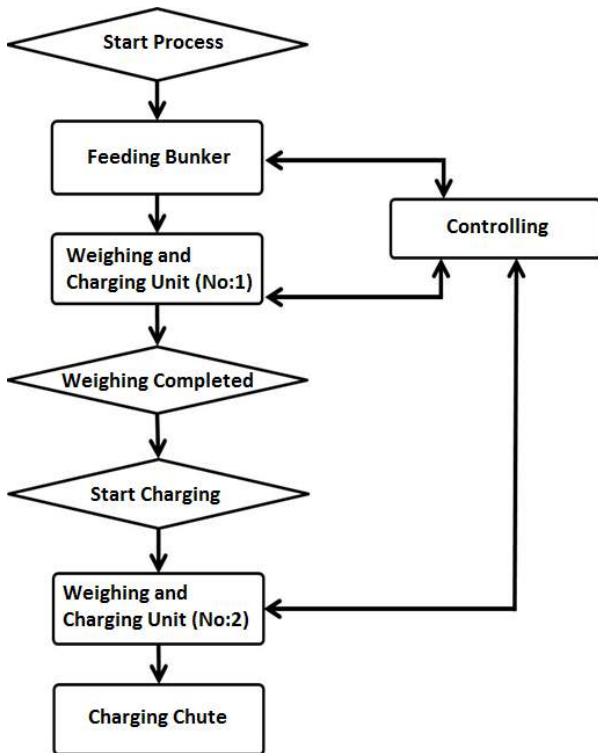 Start Process
Feeding Bunker
Controlling
Weighing and
Charging Unit (No:1)
Weighing Completed
Start Charging
Weighing and
Charging Unit (No:2)
Charging Chute